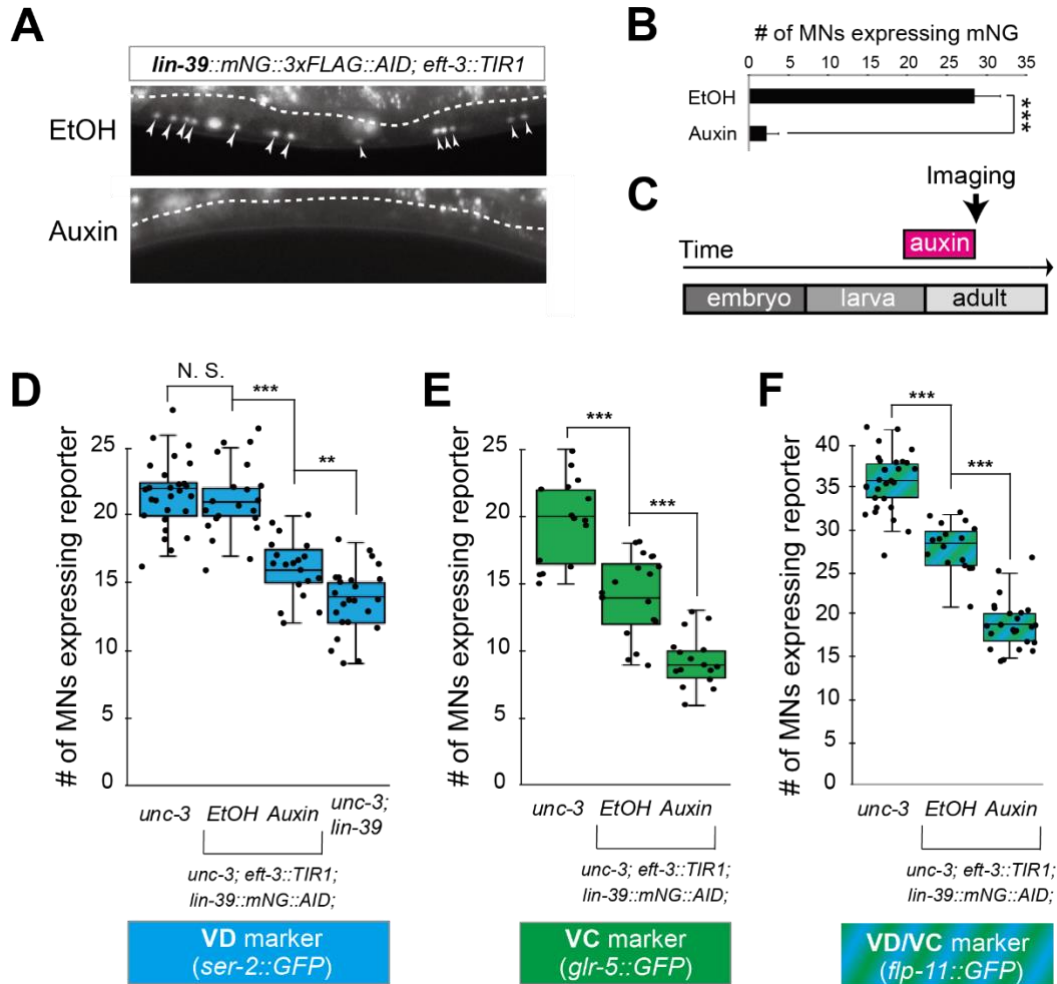 A
lin-39::mNG::3xFLAG::AID; eft-3::TIR1
EtOH
Auxin
B
# of MNs expressing mNG
0 5 10 15 20 25 30 35
EtOH
Auxin
***
C
Imaging
auxin
Time
embryo larva adult
D
# of MNs expressing reporter
N. S.
***
**
25
20
15
10
5
0
unc-3 EtOH Auxin unc-3;
lin-39
unc-3; eft-3::TIR1;
lin-39::mNG::AID;
VD marker
(ser-2::GFP)
E
# of MNs expressing reporter
***
***
25
20
15
10
5
0
unc-3 EtOH Auxin
unc-3; eft-3::TIR1;
lin-39::mNG::AID;
VC marker
(glr-5::GFP)
F
# of MNs expressing reporter
***
***
40
35
30
25
20
15
10
5
0
unc-3 EtOH Auxin
unc-3; eft-3::TIR1;
lin-39::mNG::AID;
VD/VC marker
(flp-11::GFP)